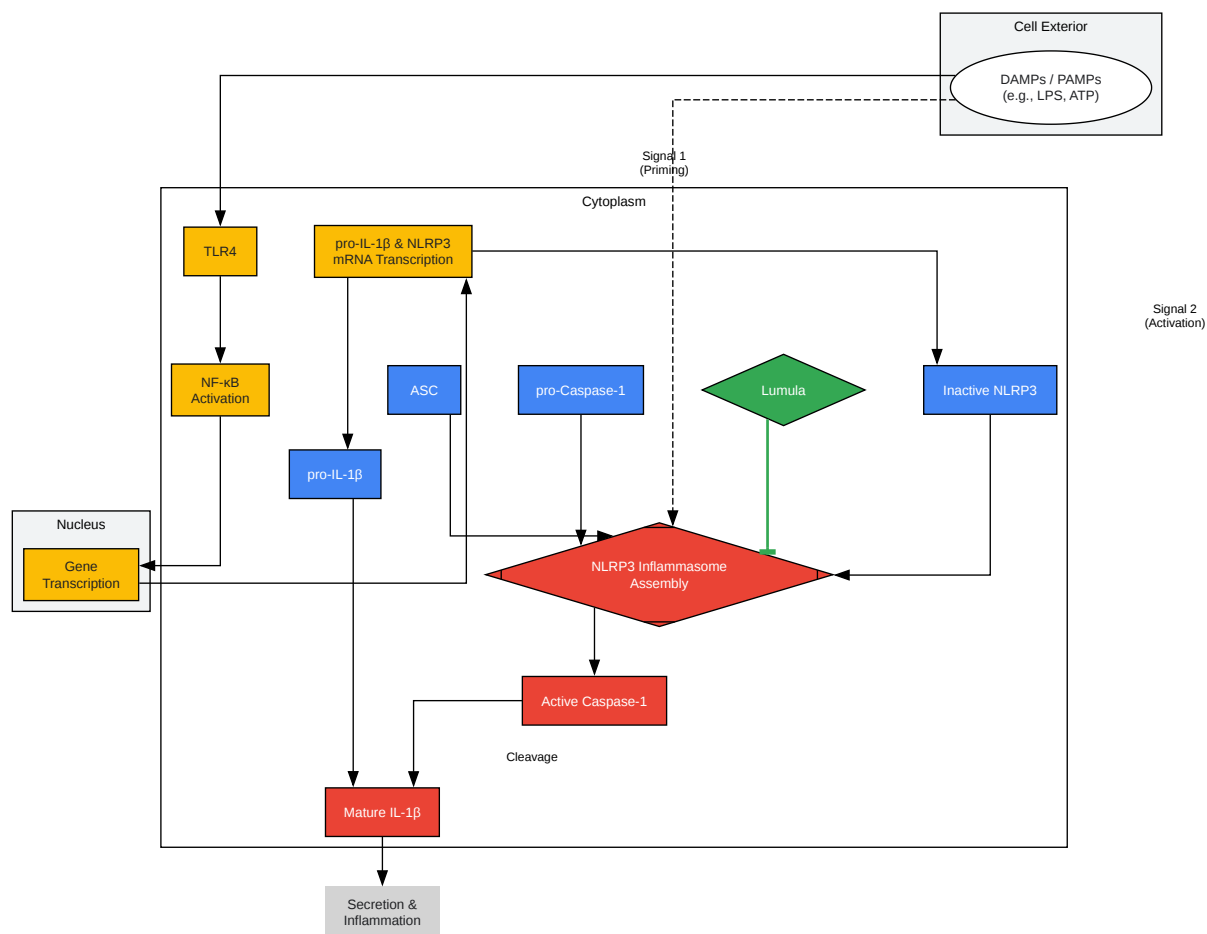 Cell Exterior
DAMPs / PAMPs
(e.g., LPS, ATP)
Signal 1
(Priming)
Cytoplasm
TLR4
pro-IL-1β & NLRP3
mRNA Transcription
Signal 2
(Activation)
NF-κB
Activation
ASC
pro-Caspase-1
Lumula
Inactive NLRP3
pro-IL-1β
Nucleus
Gene
Transcription
NLRP3 Inflammasome
Assembly
Active Caspase-1
Cleavage
Mature IL-1β
Secretion &
Inflammation